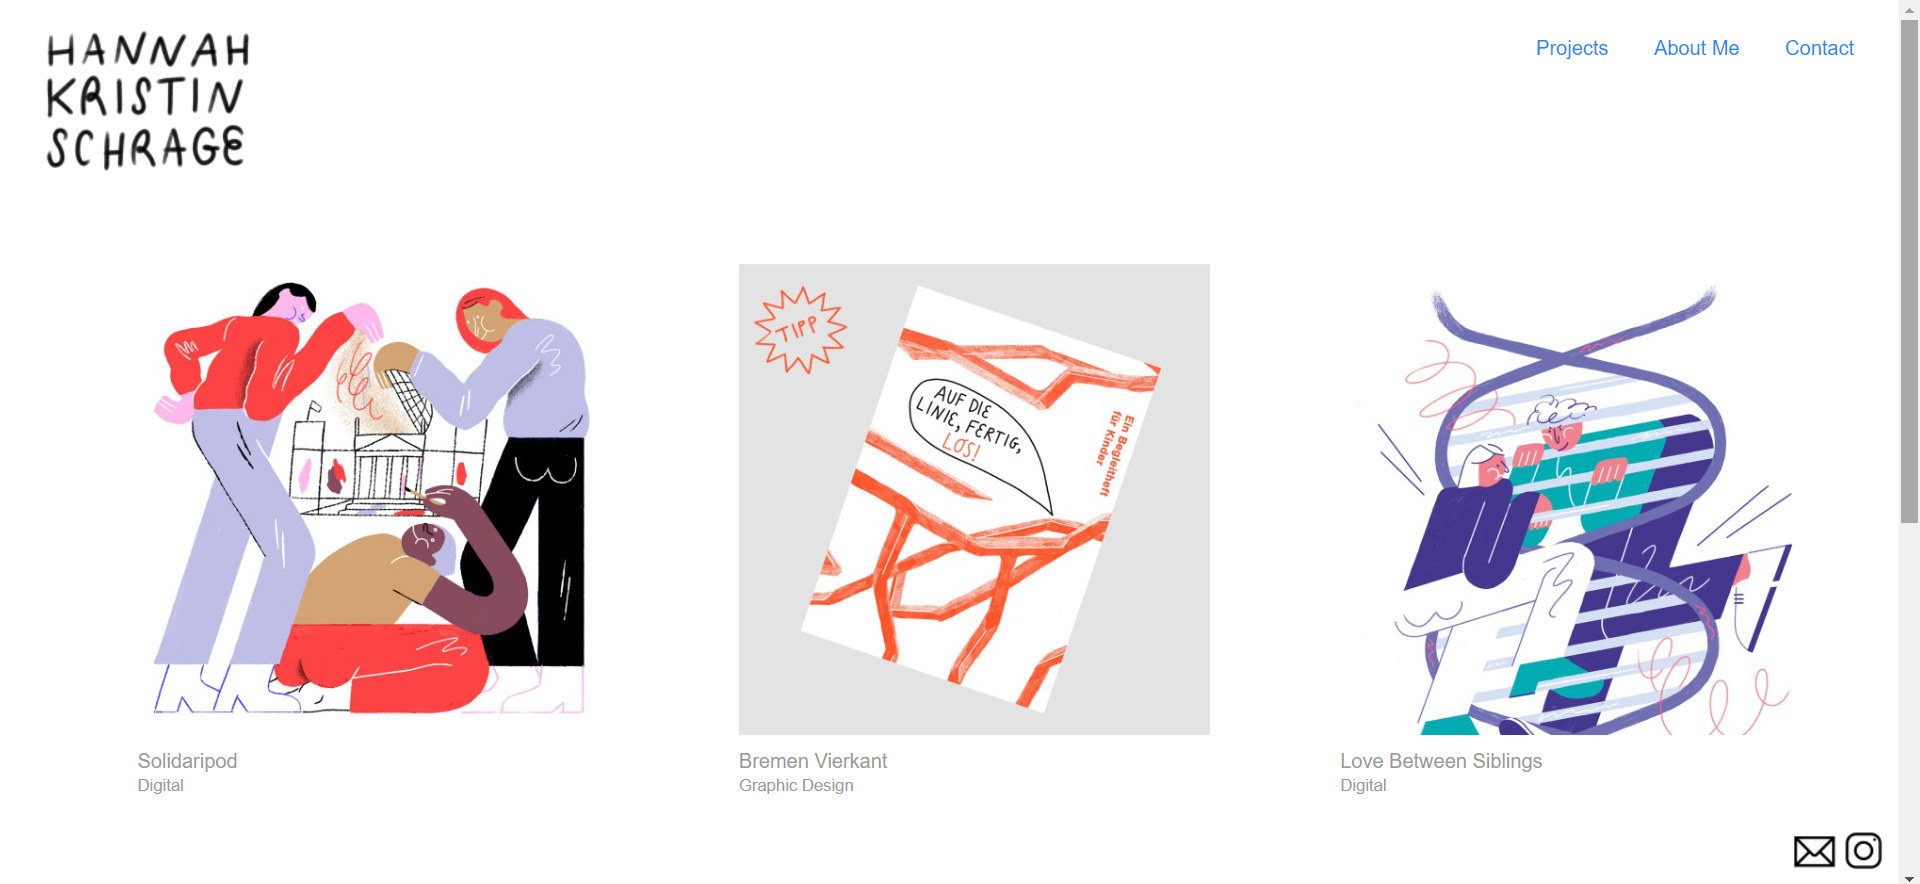 HANNAH
KRISTIN
SCHRAGE
Projects
About Me
Contact
TIPP
AUF DIE
LINIE, FERTIG,
LOS!
Ein Begleitheft
für Kinder
Solidaripod
Digital
Bremen Vierkant
Graphic Design
Love Between Siblings
Digital